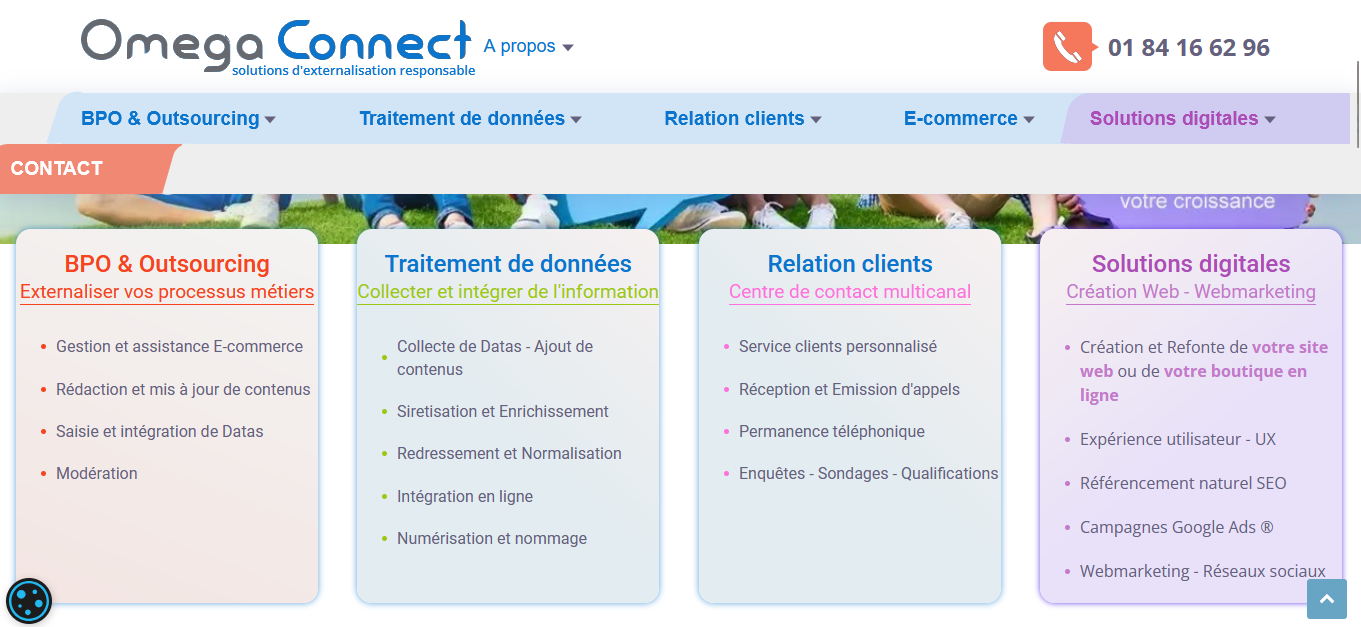 Omega Connect
solutions d'externalisation responsable
A propos
01 84 16 62 96
BPO & Outsourcing
Traitement de données
Relation clients
E-commerce
Solutions digitales
CONTACT
votre croissance
BPO & Outsourcing
Externaliser vos processus métiers
Gestion et assistance E-commerce
Rédaction et mis à jour de contenus
Saisie et intégration de Datas
Modération
Traitement de données
Collecter et intégrer de l'information
Collecte de Datas - Ajout de
contenus
Siretisation et Enrichissement
Redressement et Normalisation
Intégration en ligne
Numérisation et nommage
Relation clients
Centre de contact multicanal
Service clients personnalisé
Réception et Emission d'appels
Permanence téléphonique
Enquêtes - Sondages - Qualifications
Solutions digitales
Création Web - Webmarketing
Création et Refonte de votre site
web ou de votre boutique en
ligne
Expérience utilisateur - UX
Référencement naturel SEO
Campagnes Google Ads ®
Webmarketing - Réseaux sociaux